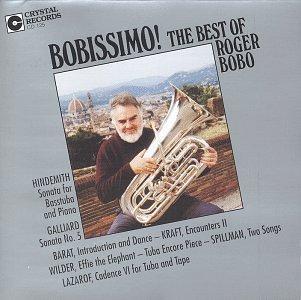 CRYSTAL
RECORDS
CD 125
BOBISSIMO! THE BEST OF
ROGER
BOBO
HINDEMITH
Sonata for
Basstuba
and Piano
GALLIARD
Sonata No. 5
BARAT, Introduction and Dance – KRAFT, Encounters II
WILDER, Effie the Elephant – Tuba Encore Piece – SPILLMAN, Two Songs
LAZAROF, Cadence VI for Tuba and Tape